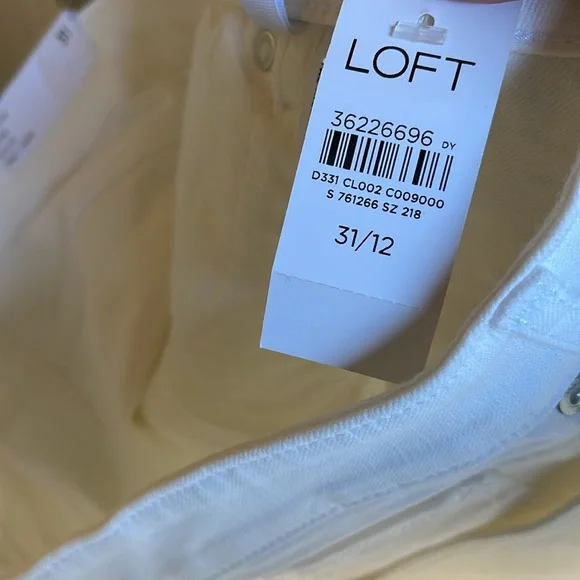 LOFT
36226696 DY
D331 CL002 C009000
S 761266 SZ 218
31/12